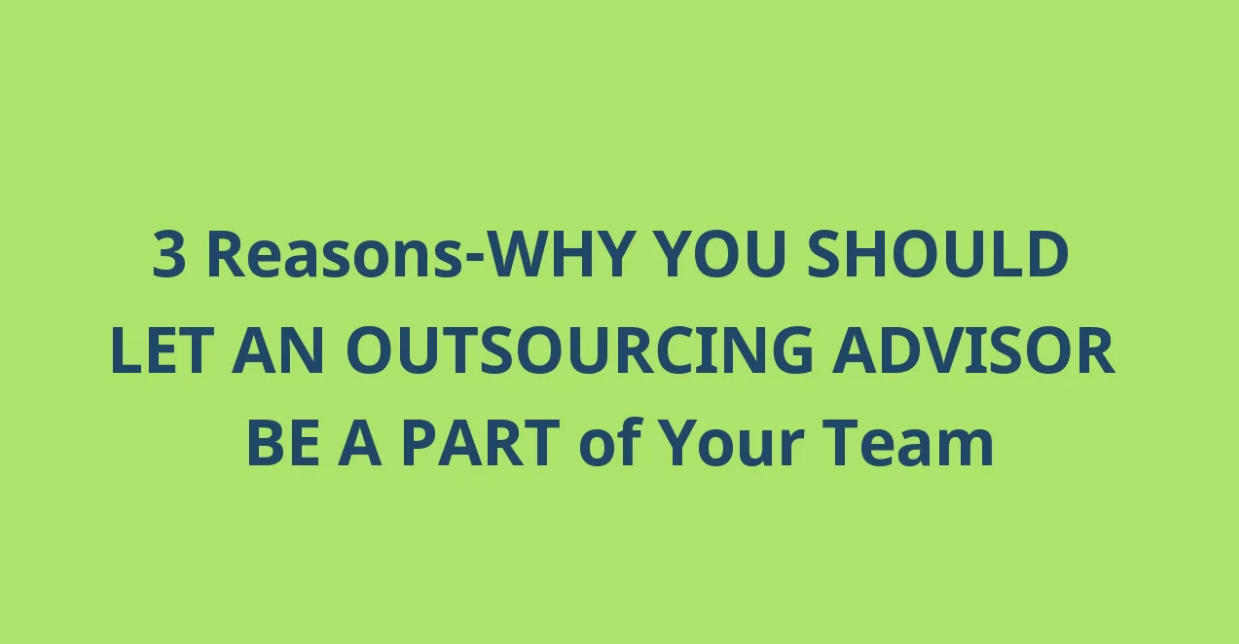 3 Reasons-WHY YOU SHOULD
LET AN OUTSOURCING ADVISOR
BE A PART of Your Team